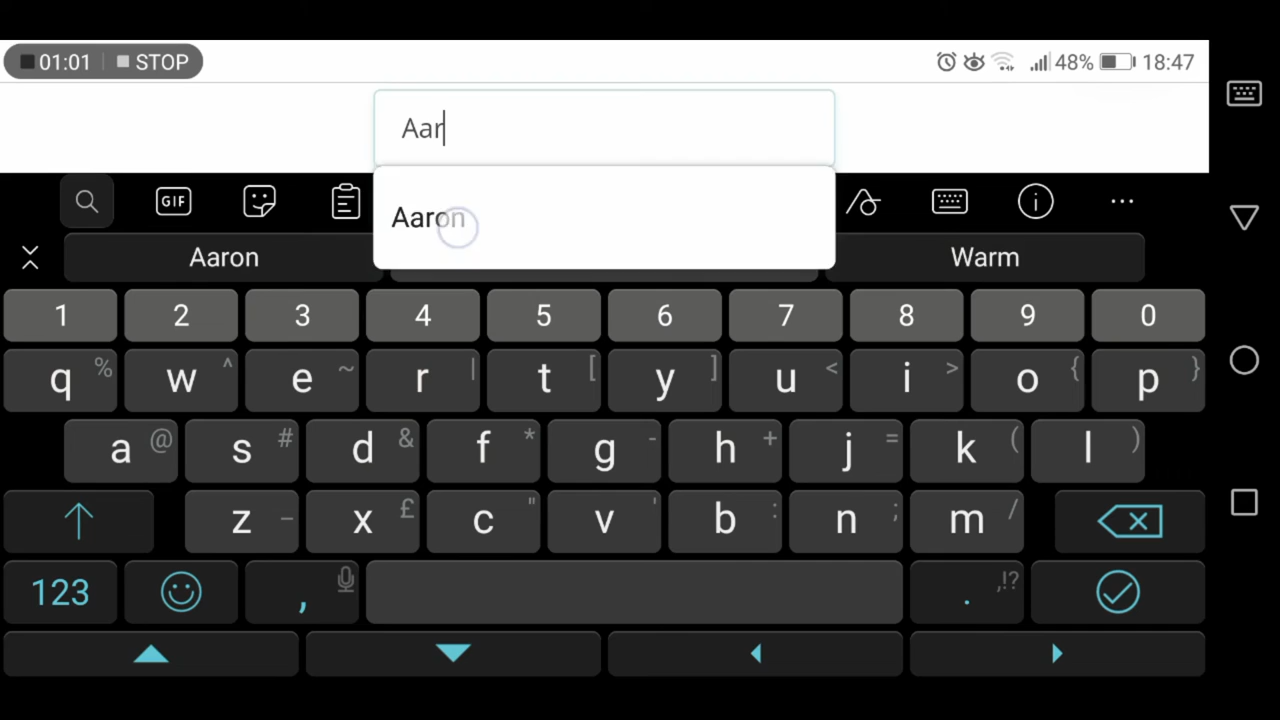 01:01 STOP 48% 18:47
Aar
GIF
Aaron
Aaron Warm
1 2 3 4 5 6 7 8 9 0
q % w ^ e ~ r | t [ y ] u < i > o { p }
a @ s # d & f * g - h + j = k ( l )
z _ x £ c " v ' b : n ; m /
123 , . ,!?